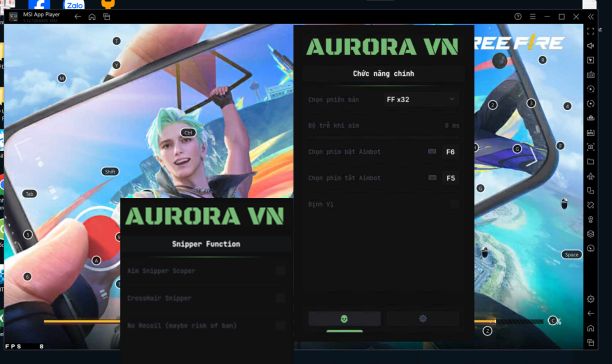 Zalo
MSI App Player
FREE FIRE
AURORA VN
Chức năng chính
Chọn phiên bản
FF x32
Độ trễ khi aim
0 ms
Chọn phím bật Aimbot
F6
Chọn phím tắt Aimbot
F5
Định Vị
AURORA VN
Snipper Function
Aim Snipper Scoper
CrossHair Snipper
No Recoil (maybe risk of ban)
Ctrl
Shift
Tab
Space
FPS 8